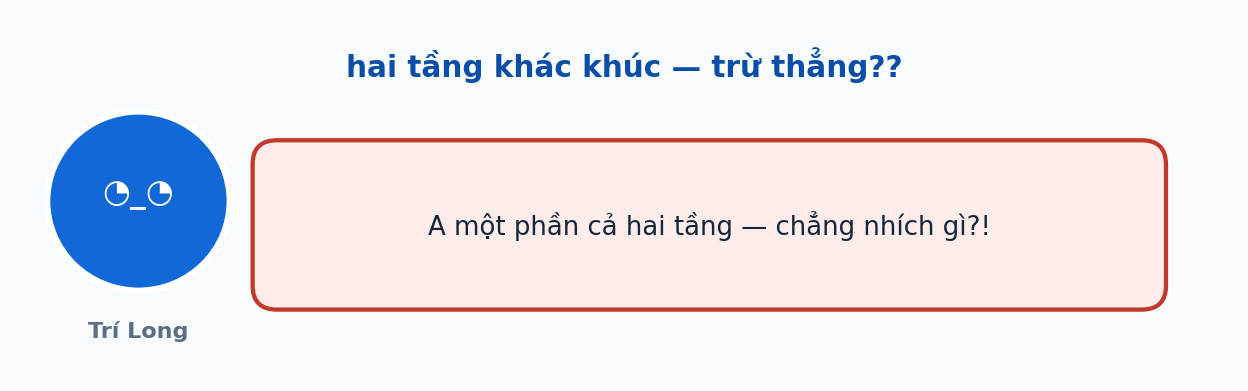 hai tầng khác khúc — trừ thẳng??
◔_◔
A một phần cả hai tầng — chẳng nhích gì?!
Trí Long